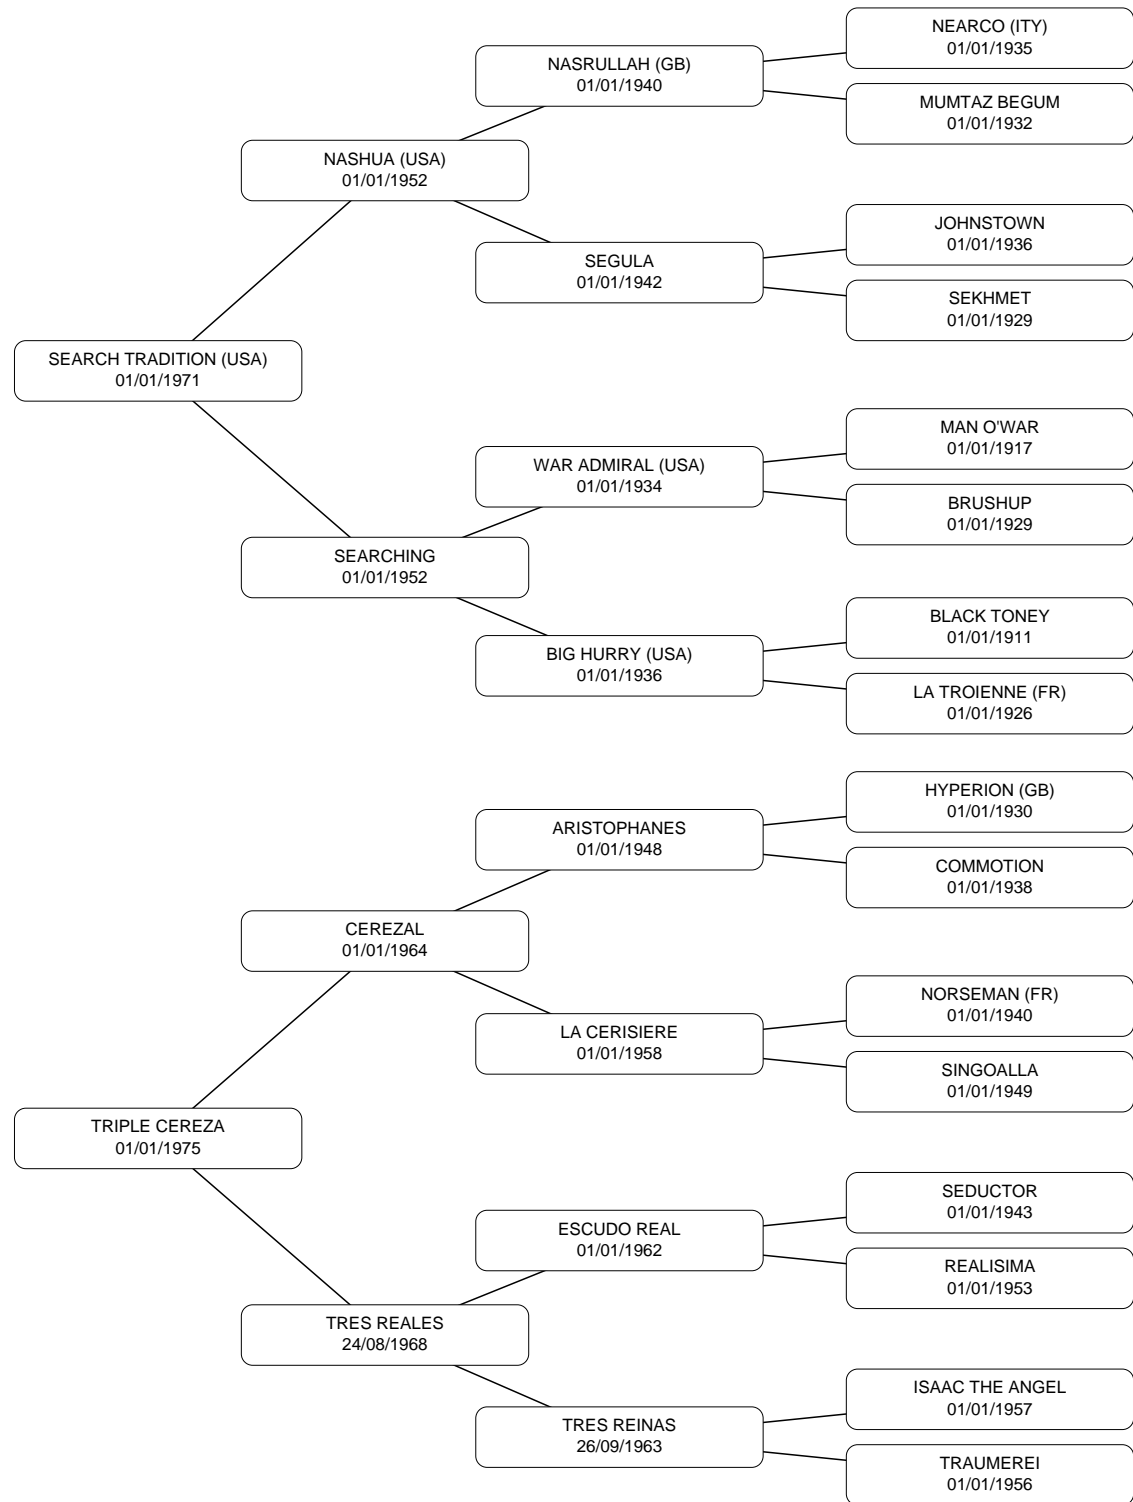 NEARCO (ITY)
01/01/1935
NASRULLAH (GB)
01/01/1940
MUMTAZ BEGUM
01/01/1932
NASHUA (USA)
01/01/1952
JOHNSTOWN
01/01/1936
SEGULA
01/01/1942
SEKHMET
01/01/1929
SEARCH TRADITION (USA)
01/01/1971
MAN O'WAR
01/01/1917
WAR ADMIRAL (USA)
01/01/1934
BRUSHUP
01/01/1929
SEARCHING
01/01/1952
BLACK TONEY
01/01/1911
BIG HURRY (USA)
01/01/1936
LA TROIENNE (FR)
01/01/1926
HYPERION (GB)
01/01/1930
ARISTOPHANES
01/01/1948
COMMOTION
01/01/1938
CEREZAL
01/01/1964
NORSEMAN (FR)
01/01/1940
LA CERISIERE
01/01/1958
SINGOALLA
01/01/1949
TRIPLE CEREZA
01/01/1975
SEDUCTOR
01/01/1943
ESCUDO REAL
01/01/1962
REALISIMA
01/01/1953
TRES REALES
24/08/1968
ISAAC THE ANGEL
01/01/1957
TRES REINAS
26/09/1963
TRAUMEREI
01/01/1956